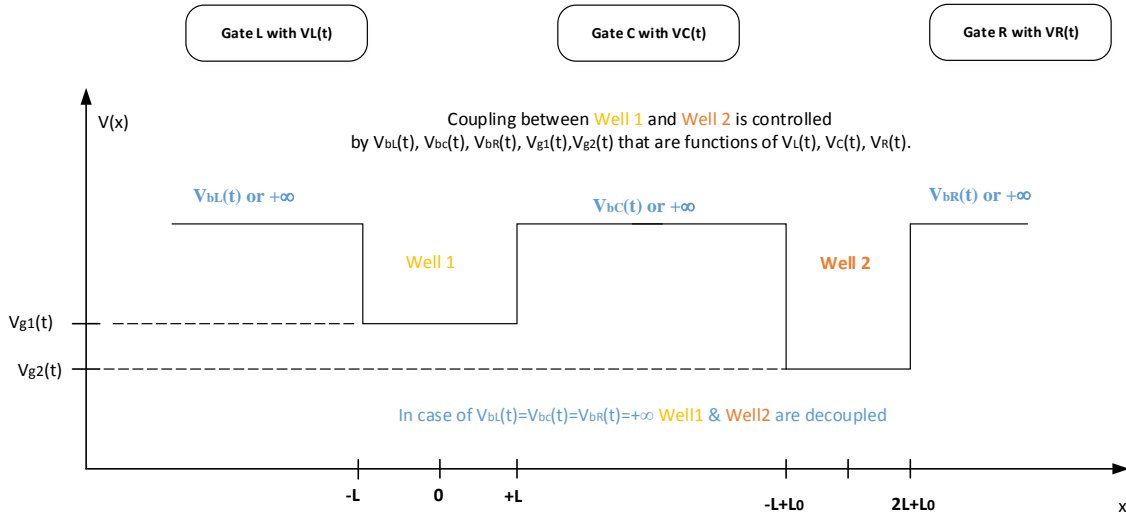 Gate L with VL(t)
Gate C with VC(t)
Gate R with VR(t)
V(x)
Coupling between Well 1 and Well 2 is controlled
by VbL(t), Vbc(t), VbR(t), Vg1(t),Vg2(t) that are functions of VL(t), VC(t), VR(t).
VbL(t) or +∞
VbC(t) or +∞
VbR(t) or +∞
Well 1
Well 2
Vg1(t)
Vg2(t)
In case of VbL(t)=Vbc(t)=VbR(t)=+∞ Well1 & Well2 are decoupled
-L
0
+L
-L+L0
2L+L0
x